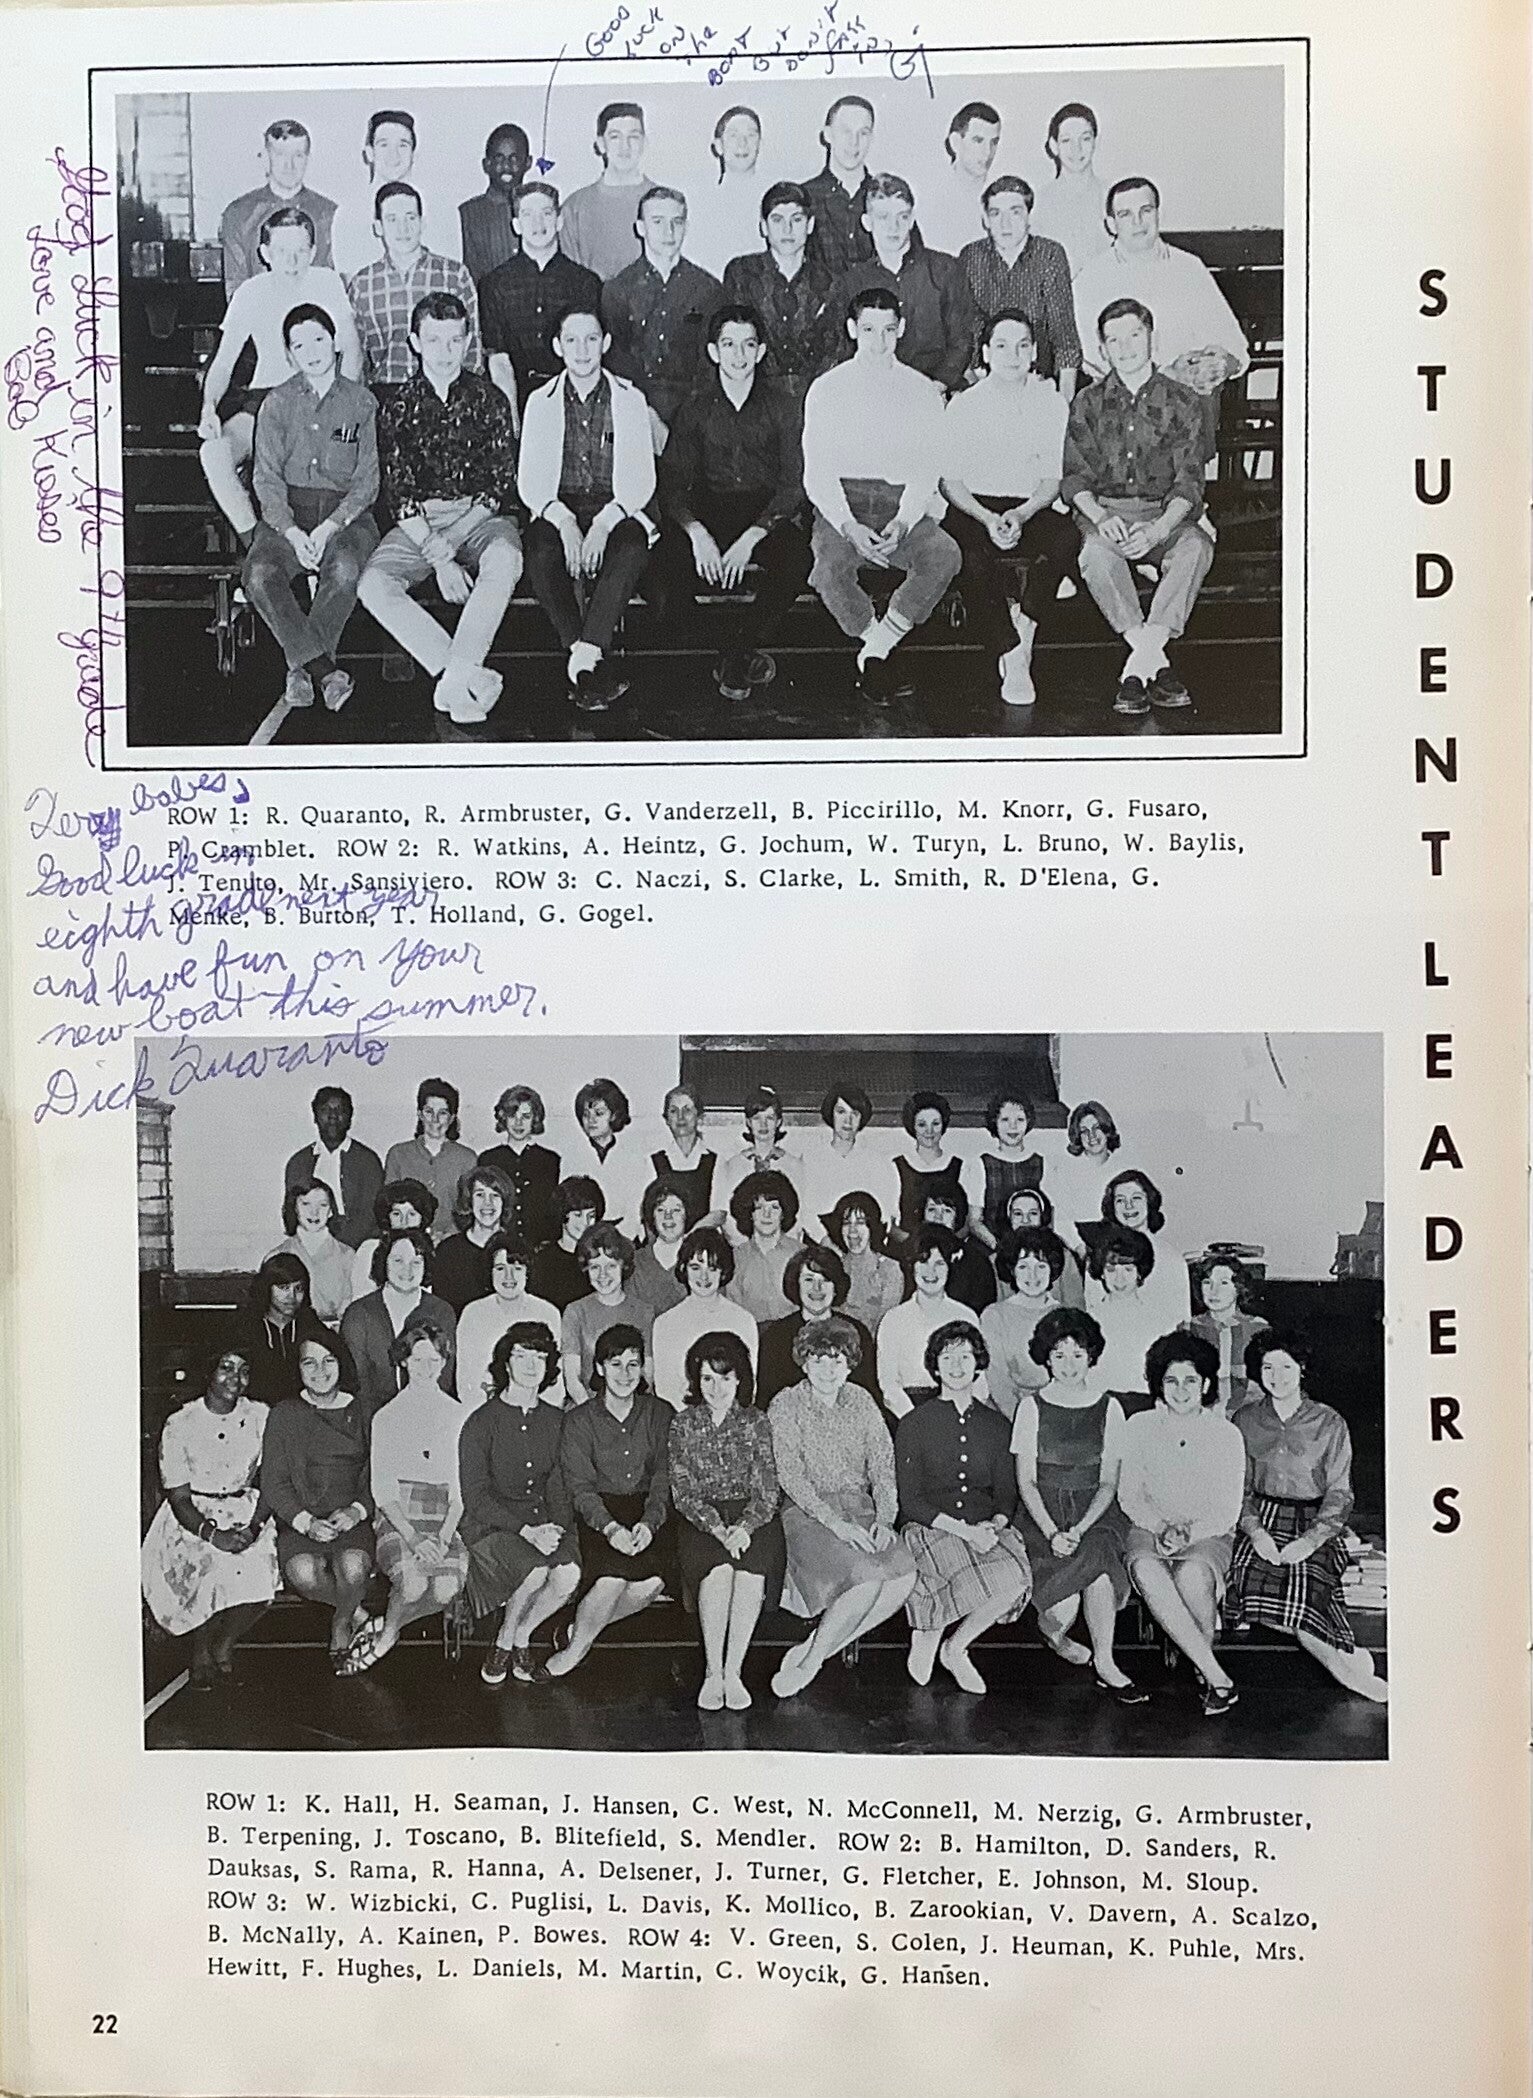 GOOD
luck
on
the
BOAT
But
DON'T
fall
in
G
Good Luck in the 9th grade
Love and Kisses
Sal
STUDENT LEADERS
Terry babes,
Good luck in
eighth grade next year
and have fun on your
new boat this summer.
Dick Quaranto
ROW 1: R. Quaranto, R. Armbruster, G. Vanderzell, B. Piccirillo, M. Knorr, G. Fusaro,
P. Cramblet. ROW 2: R. Watkins, A. Heintz, G. Jochum, W. Turyn, L. Bruno, W. Baylis,
J. Tenuto, Mr. Sansiviero. ROW 3: C. Naczi, S. Clarke, L. Smith, R. D'Elena, G.
Menke, B. Burton, T. Holland, G. Gogel.
ROW 1: K. Hall, H. Seaman, J. Hansen, C. West, N. McConnell, M. Nerzig, G. Armbruster,
B. Terpening, J. Toscano, B. Blitefield, S. Mendler. ROW 2: B. Hamilton, D. Sanders, R.
Dauksas, S. Rama, R. Hanna, A. Delsener, J. Turner, G. Fletcher, E. Johnson, M. Sloup.
ROW 3: W. Wizbicki, C. Puglisi, L. Davis, K. Mollico, B. Zarookian, V. Davern, A. Scalzo,
B. McNally, A. Kainen, P. Bowes. ROW 4: V. Green, S. Colen, J. Heuman, K. Puhle, Mrs.
Hewitt, F. Hughes, L. Daniels, M. Martin, C. Woycik, G. Hansen.
22